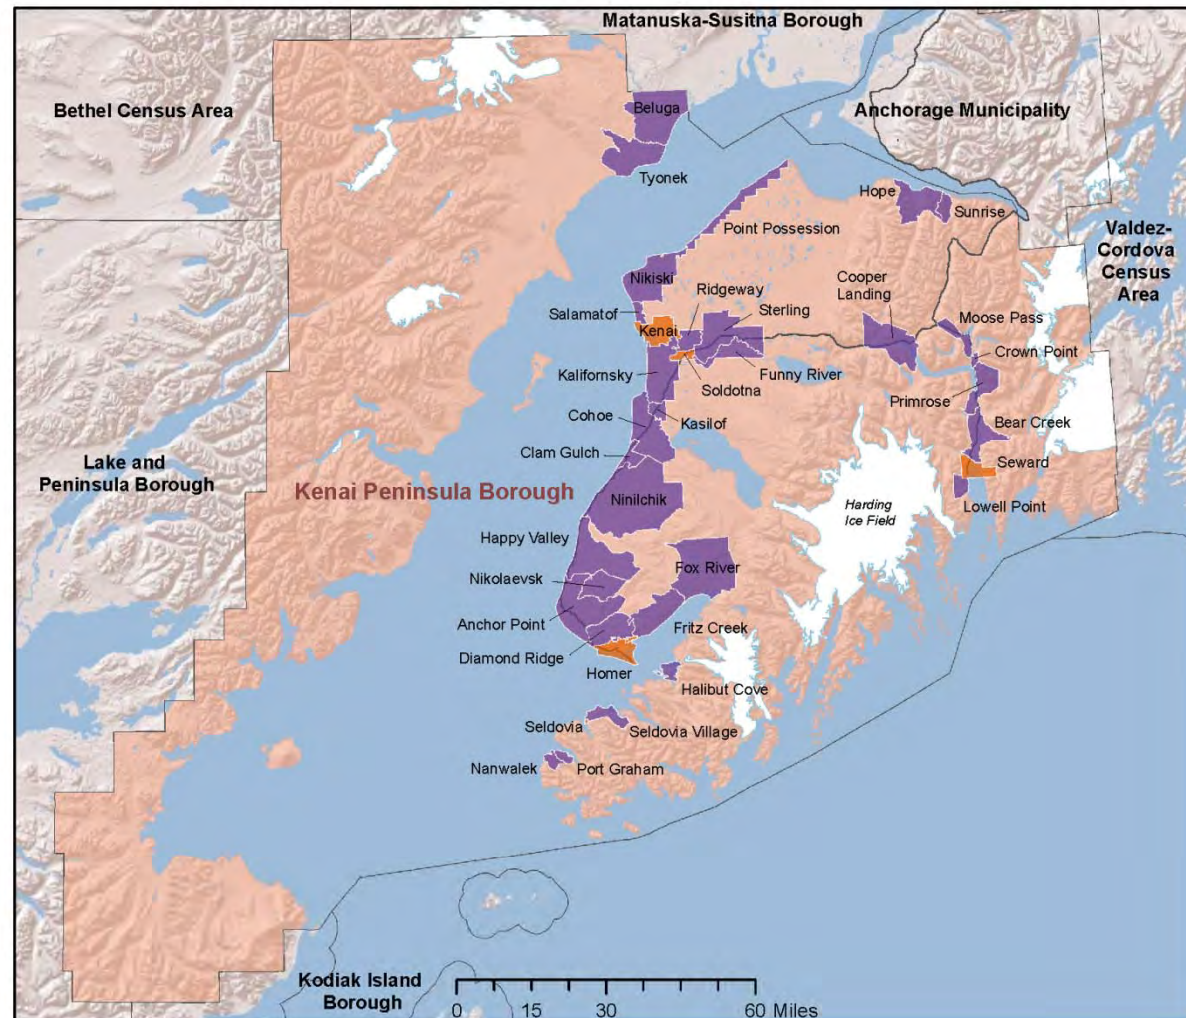 Matanuska-Susitna Borough
Bethel Census Area
Beluga
Anchorage Municipality
Tyonek
Hope
Sunrise
Point Possession
Valdez-
Cordova
Census
Area
Nikiski
Ridgeway
Cooper
Landing
Salamatof
Sterling
Moose Pass
Kenai
Crown Point
Kalifornsky
Funny River
Soldotna
Primrose
Cohoe
Kasilof
Bear Creek
Clam Gulch
Seward
Lake and
Peninsula Borough
Kenai Peninsula Borough
Ninilchik
Harding
Ice Field
Lowell Point
Happy Valley
Fox River
Nikolaevsk
Anchor Point
Fritz Creek
Diamond Ridge
Homer
Halibut Cove
Seldovia
Seldovia Village
Nanwalek
Port Graham
Kodiak Island
Borough
0 15 30 60 Miles